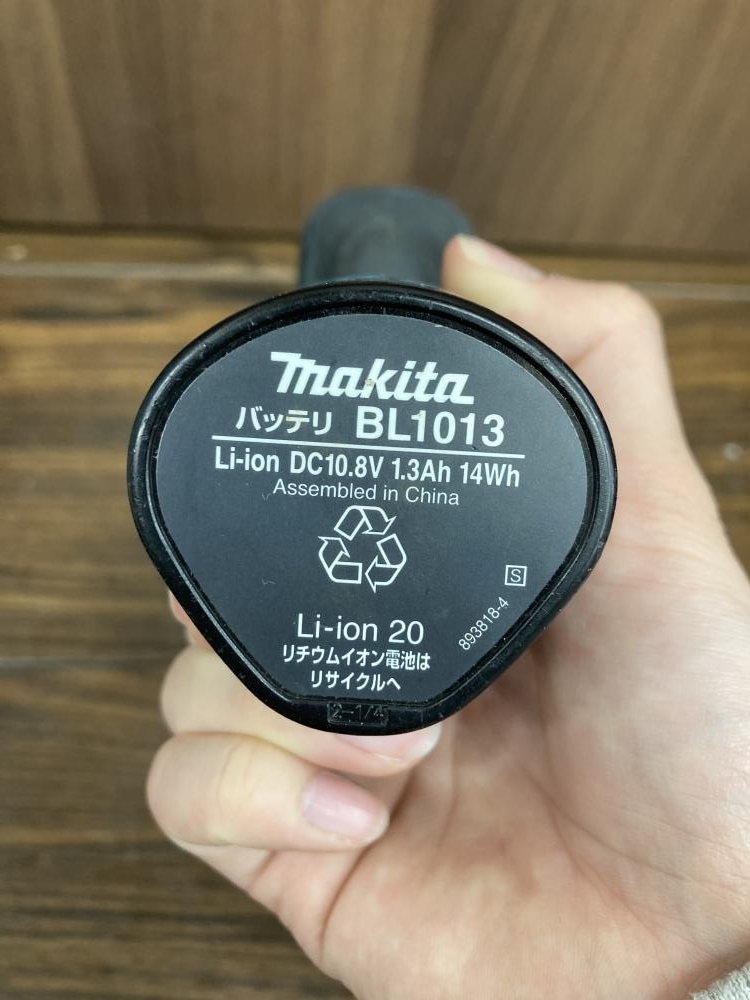 makita
バッテリ BL1013
Li-ion DC10.8V 1.3Ah 14Wh
Assembled in China
S
893818-4
Li-ion 20
リチウムイオン電池は
リサイクルへ
2-1/4